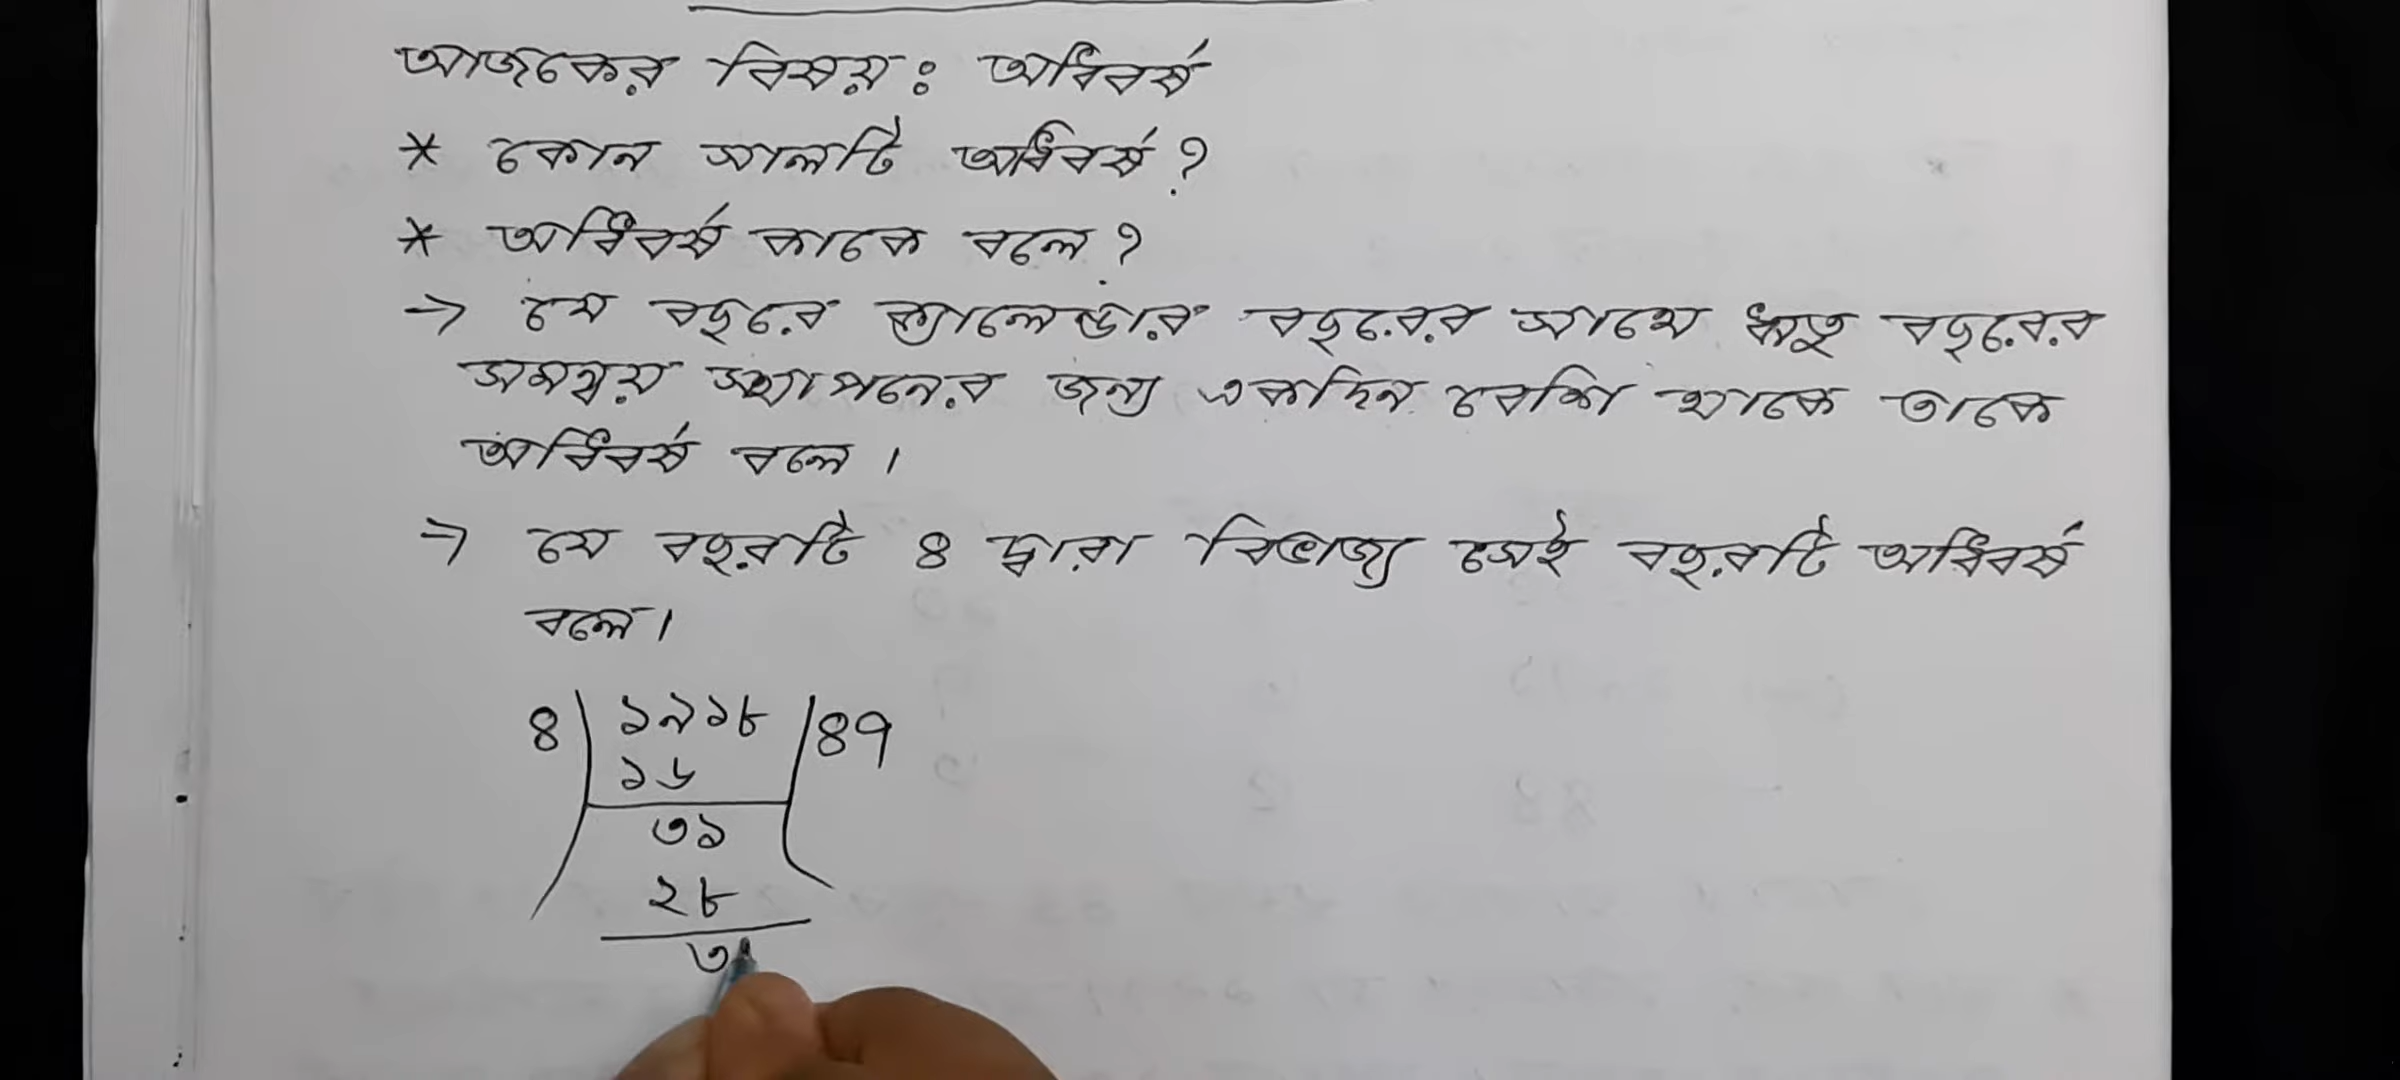 আজকের বিষয়ঃ অধিবর্ষ
* কোন সালটি অধিবর্ষ ?
* অধিবর্ষ কাকে বলে ?
→ যে বছরে ক্যালেন্ডার বছরের সাথে ঋতু বছরের
সমন্বয় স্থাপনের জন্য একদিন বেশি থাকে তাকে
অধিবর্ষ বলে ।
→ যে বছরটি ৪ দ্বারা বিভাজ্য সেই বছরটি অধিবর্ষ
বলে ।
৪ ) ১৯১৮ ( ৪৭
১৬
৩১
২৮
৩